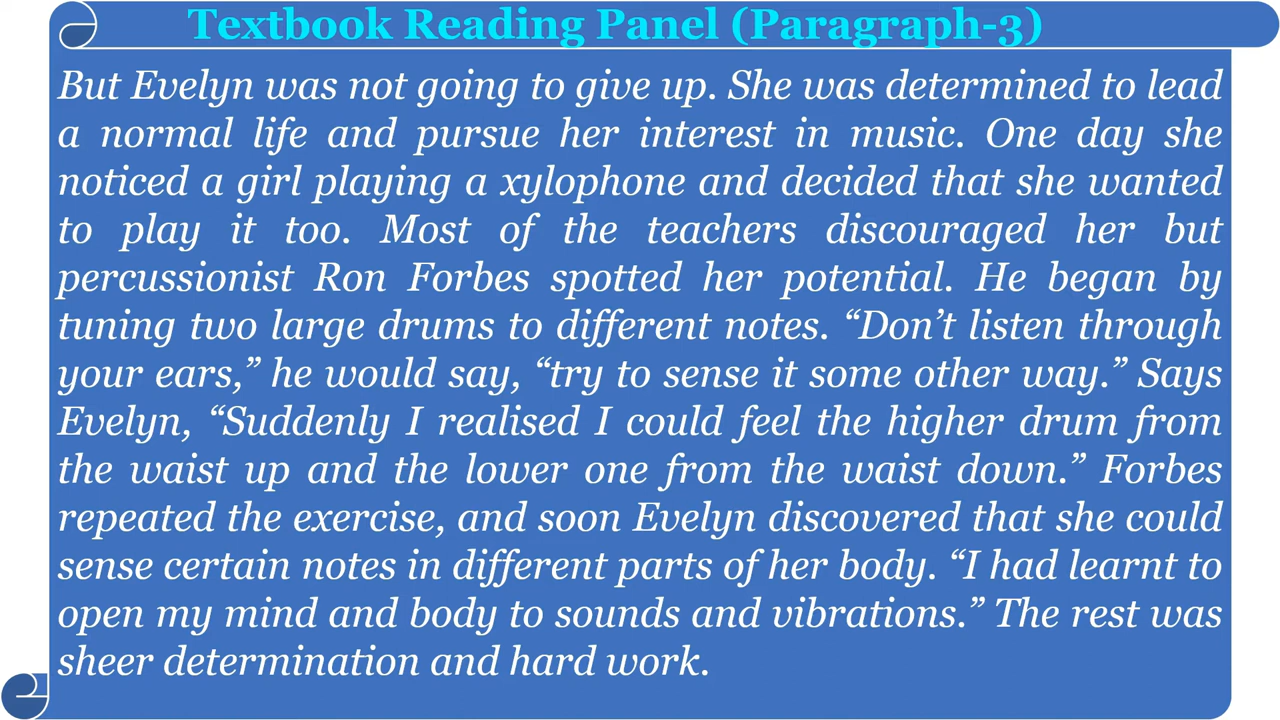 Textbook Reading Panel (Paragraph-3)
But Evelyn was not going to give up. She was determined to lead
a normal life and pursue her interest in music. One day she
noticed a girl playing a xylophone and decided that she wanted
to play it too. Most of the teachers discouraged her but
percussionist Ron Forbes spotted her potential. He began by
tuning two large drums to different notes. “Don’t listen through
your ears,” he would say, “try to sense it some other way.” Says
Evelyn, “Suddenly I realised I could feel the higher drum from
the waist up and the lower one from the waist down.” Forbes
repeated the exercise, and soon Evelyn discovered that she could
sense certain notes in different parts of her body. “I had learnt to
open my mind and body to sounds and vibrations.” The rest was
sheer determination and hard work.